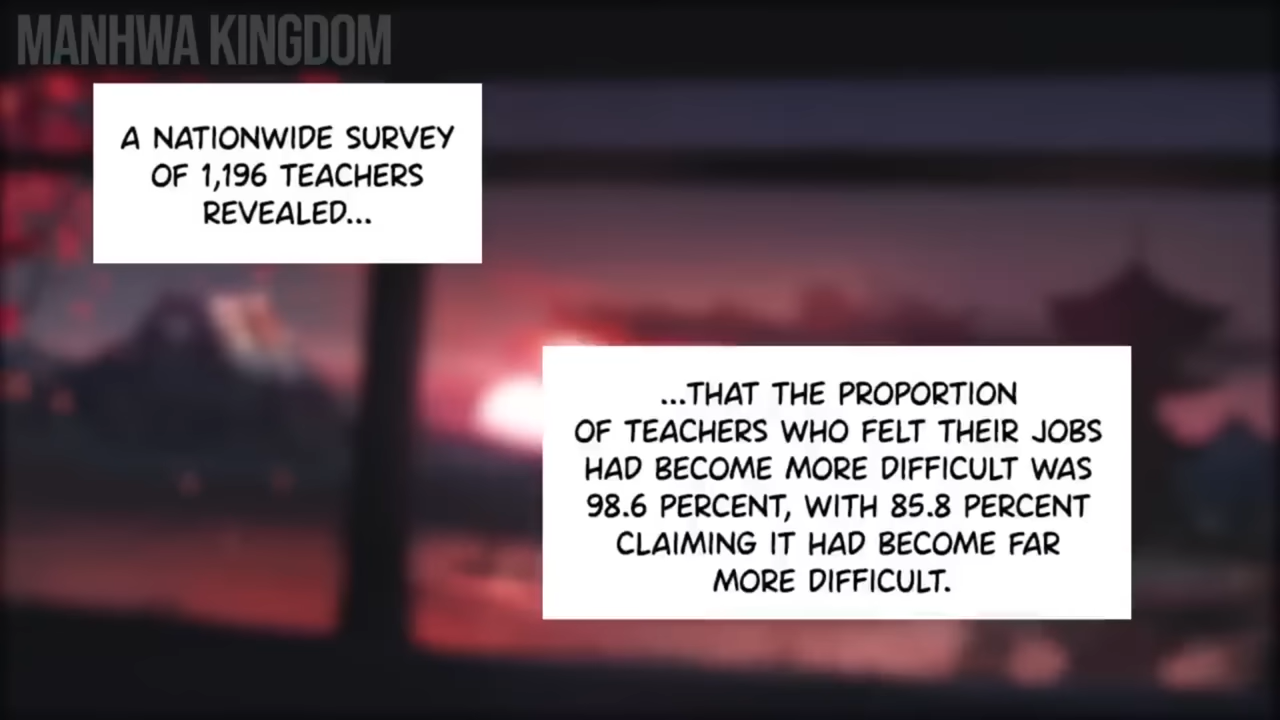 MANHWA KINGDOM
A NATIONWIDE SURVEY
OF 1,196 TEACHERS
REVEALED...
...THAT THE PROPORTION
OF TEACHERS WHO FELT THEIR JOBS
HAD BECOME MORE DIFFICULT WAS
98.6 PERCENT, WITH 85.8 PERCENT
CLAIMING IT HAD BECOME FAR
MORE DIFFICULT.